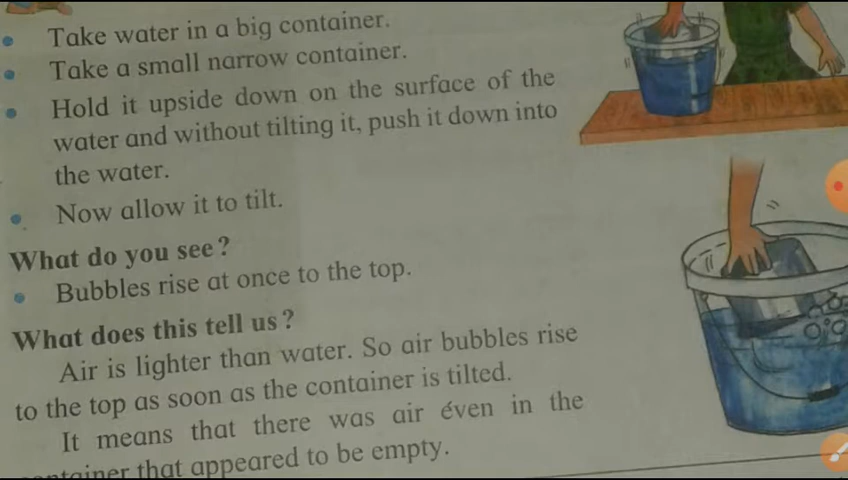 Take water in a big container.
Take a small narrow container.
Hold it upside down on the surface of the
water and without tilting it, push it down into
the water.
Now allow it to tilt.
What do you see?
Bubbles rise at once to the top.
What does this tell us?
Air is lighter than water. So air bubbles rise
to the top as soon as the container is tilted.
It means that there was air even in the
container that appeared to be empty.